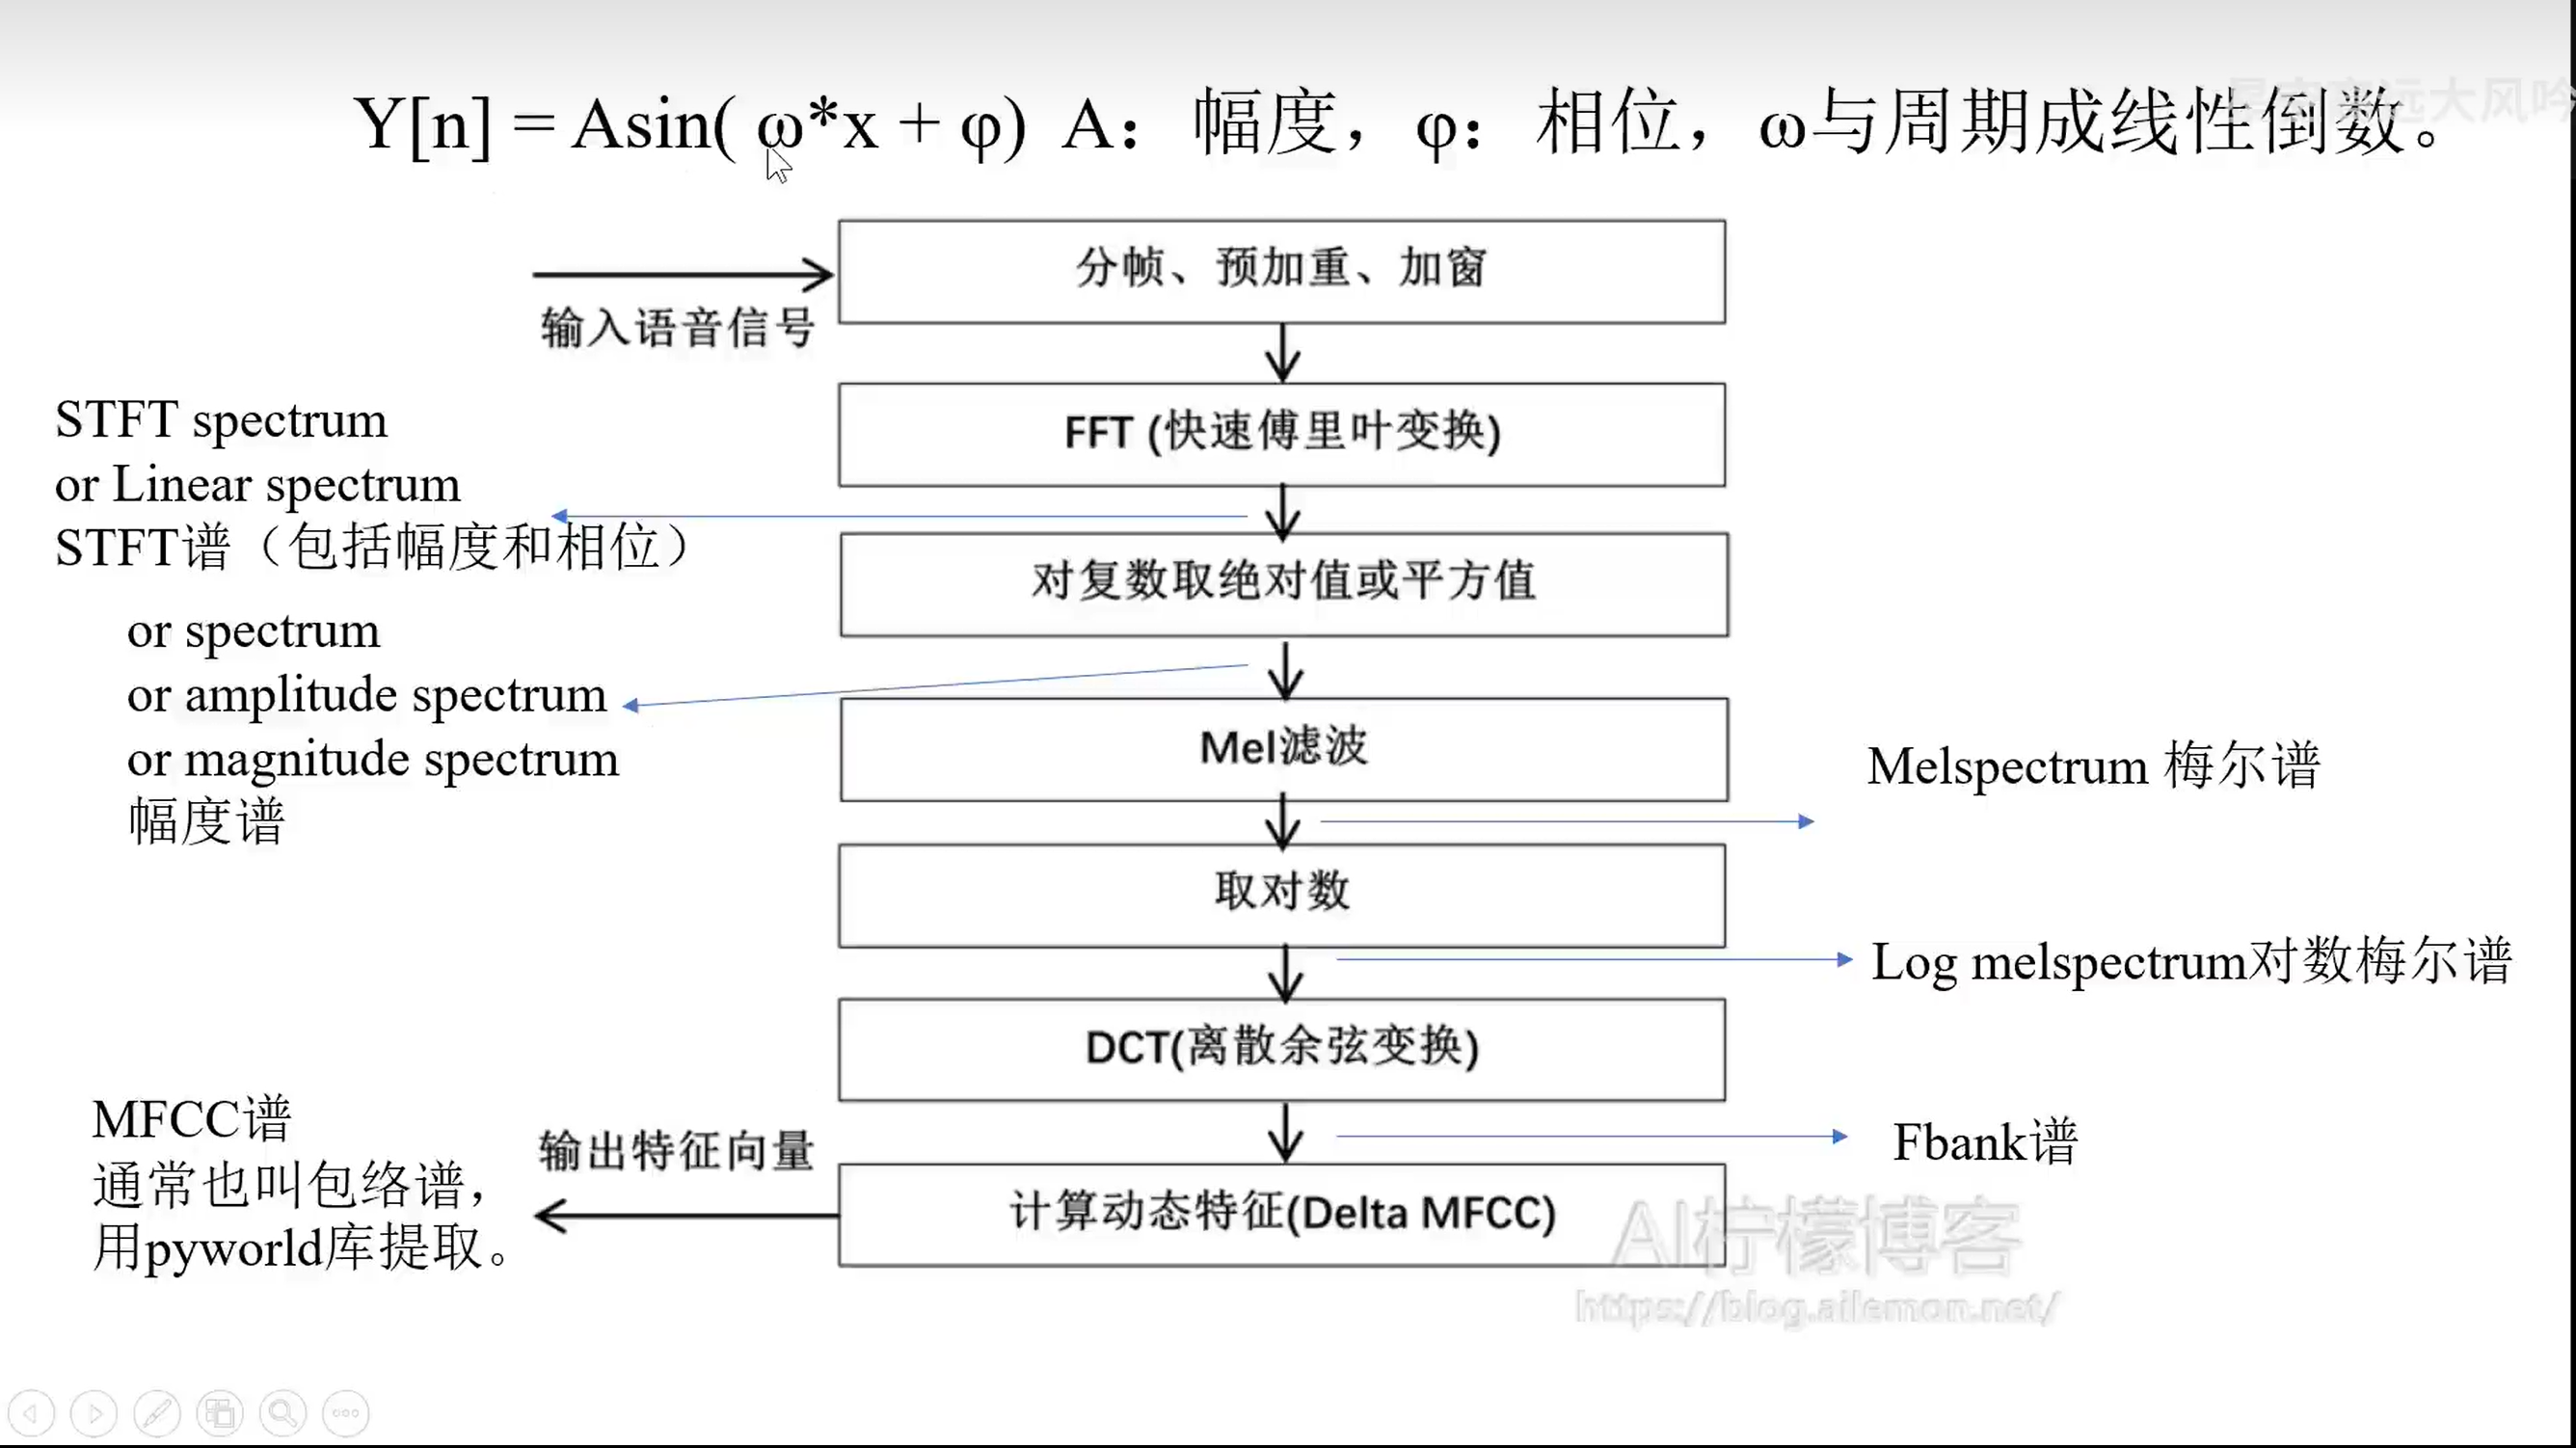 Y[n] = Asin( ω*x + φ) A：幅度，φ：相位，ω与周期成线性倒数。
分帧、预加重、加窗
输入语音信号
FFT (快速傅里叶变换)
STFT spectrum
or Linear spectrum
STFT谱（包括幅度和相位）
对复数取绝对值或平方值
or spectrum
or amplitude spectrum
or magnitude spectrum
幅度谱
Mel滤波
Melspectrum 梅尔谱
取对数
Log melspectrum对数梅尔谱
DCT(离散余弦变换)
Fbank谱
MFCC谱
通常也叫包络谱，
用pyworld库提取。
输出特征向量
计算动态特征(Delta MFCC)
AI柠檬博客
https://blog.ailemon.net/